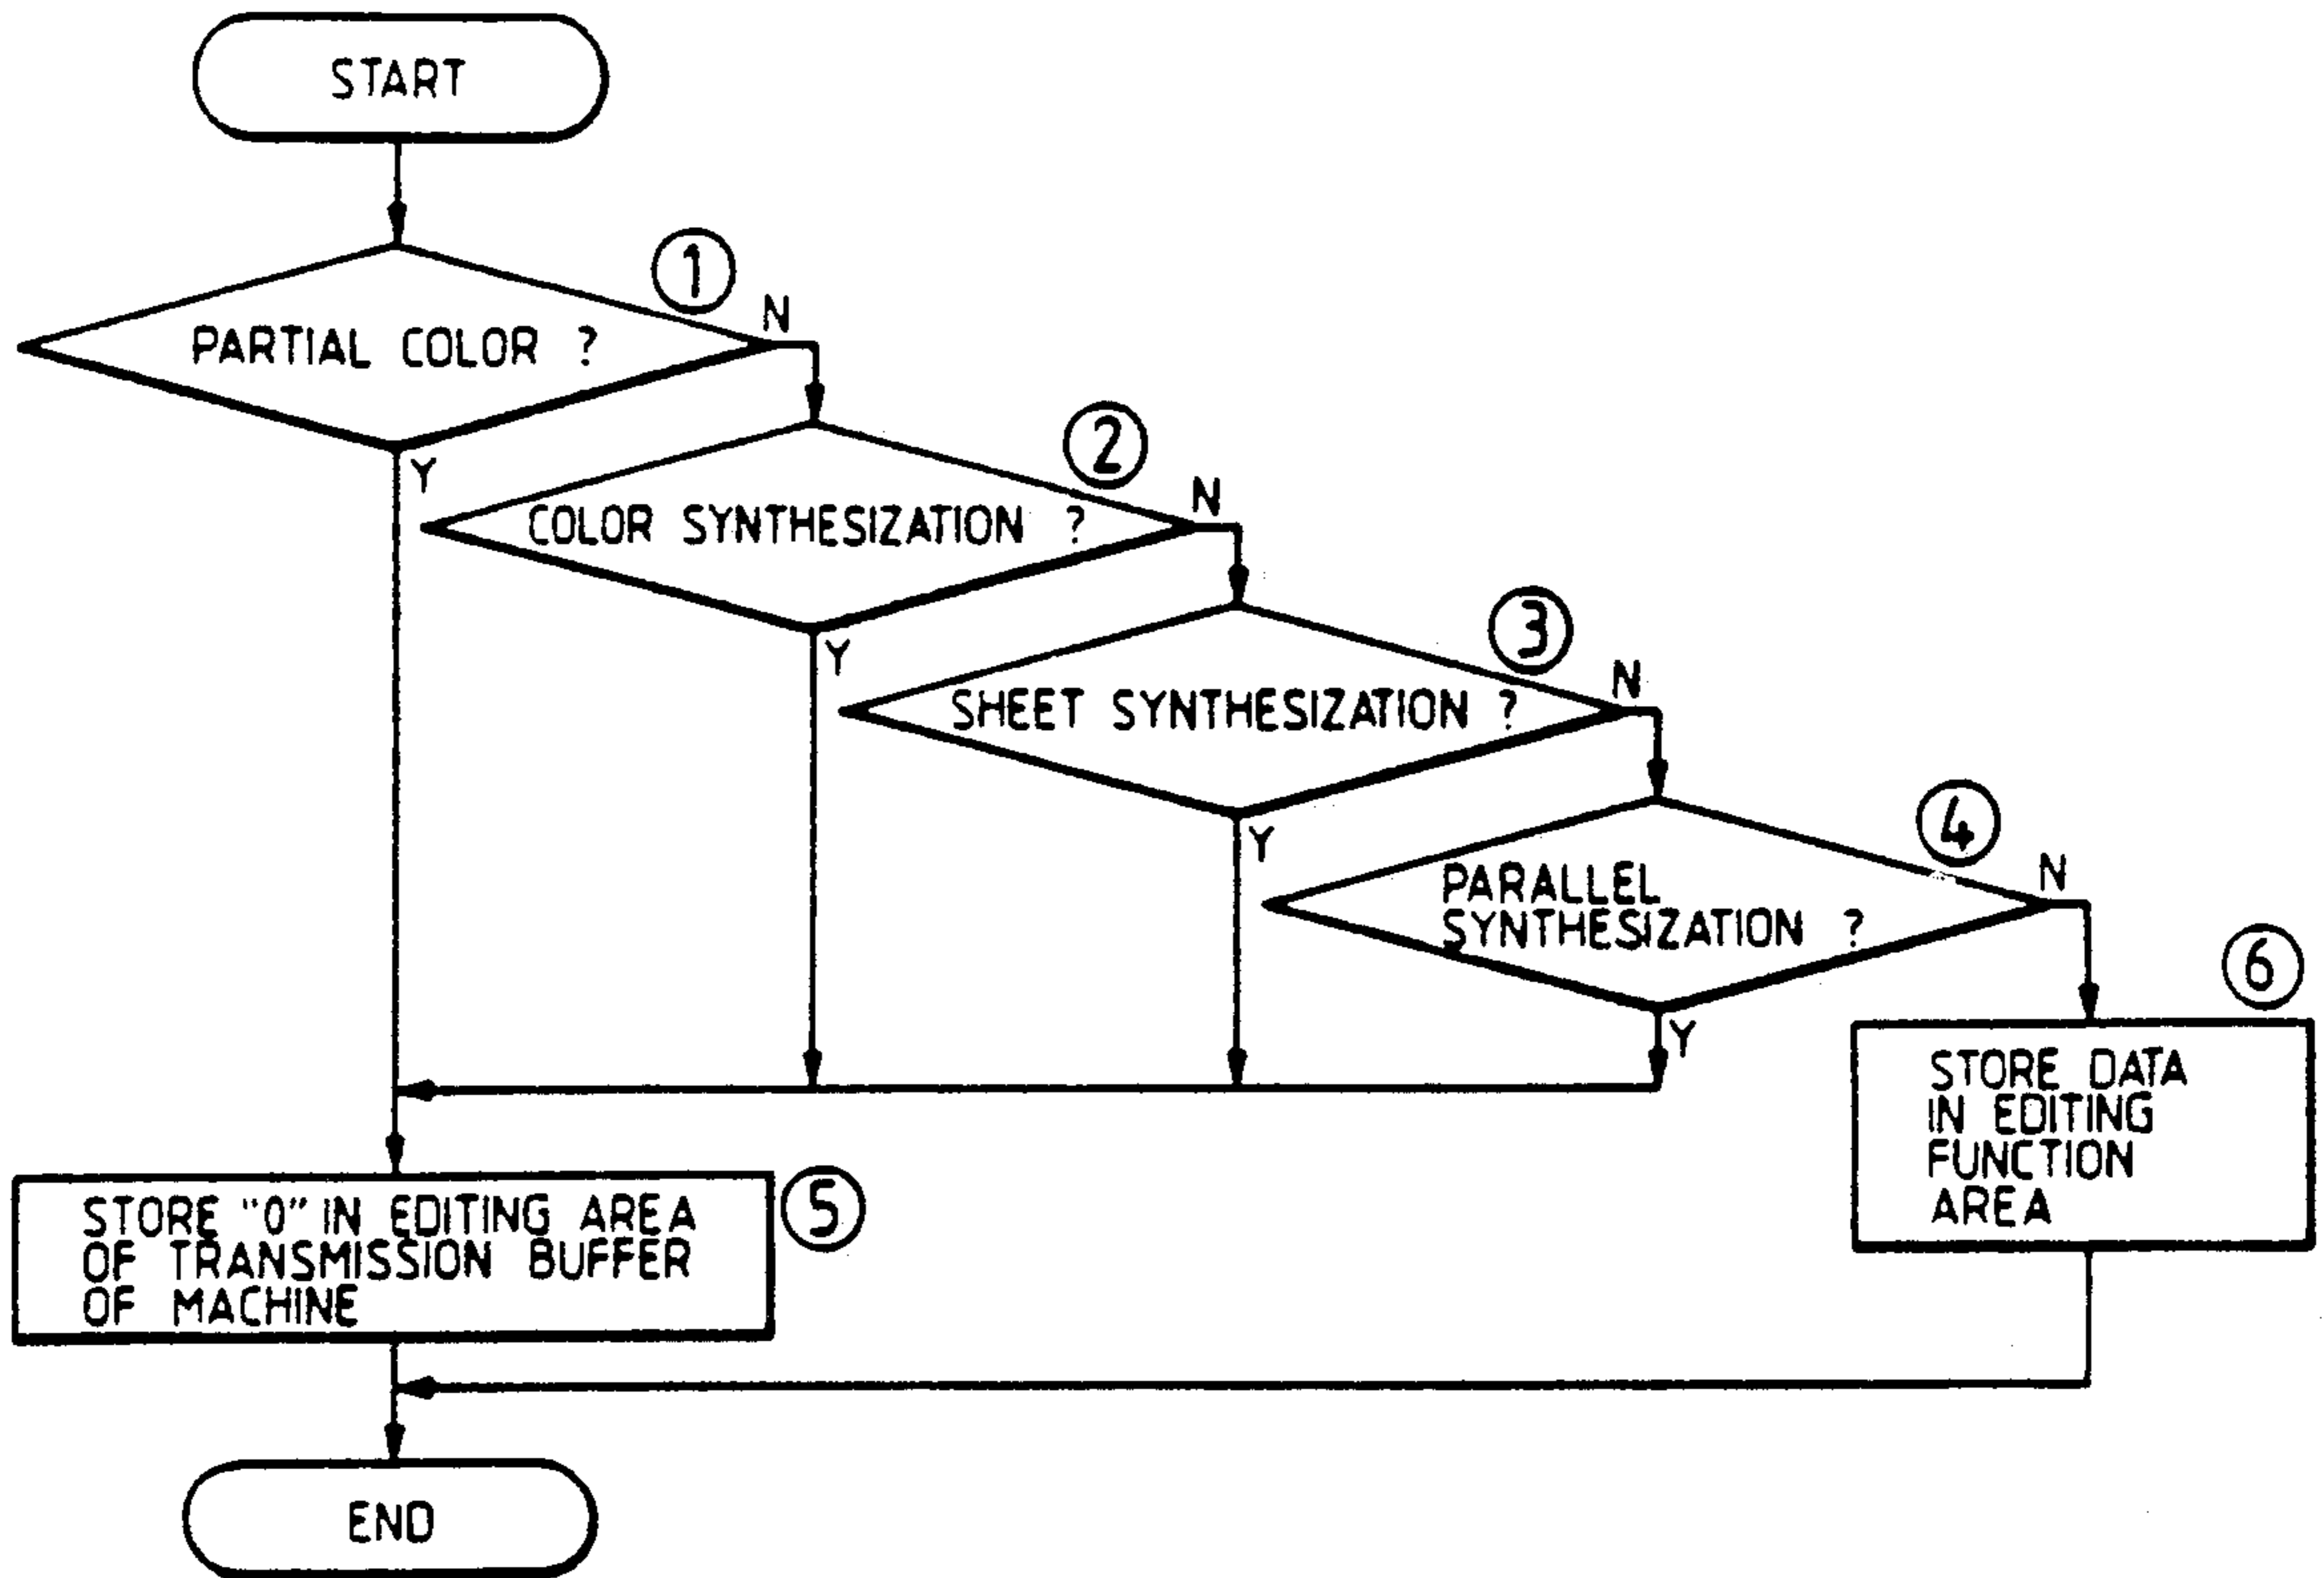 START
①
PARTIAL COLOR ?
N
Y
②
COLOR SYNTHESIZATION ?
N
Y
③
SHEET SYNTHESIZATION ?
N
Y
④
PARALLEL
SYNTHESIZATION ?
N
Y
⑥
STORE DATA
IN EDITING
FUNCTION
AREA
⑤
STORE "0" IN EDITING AREA
OF TRANSMISSION BUFFER
OF MACHINE
END